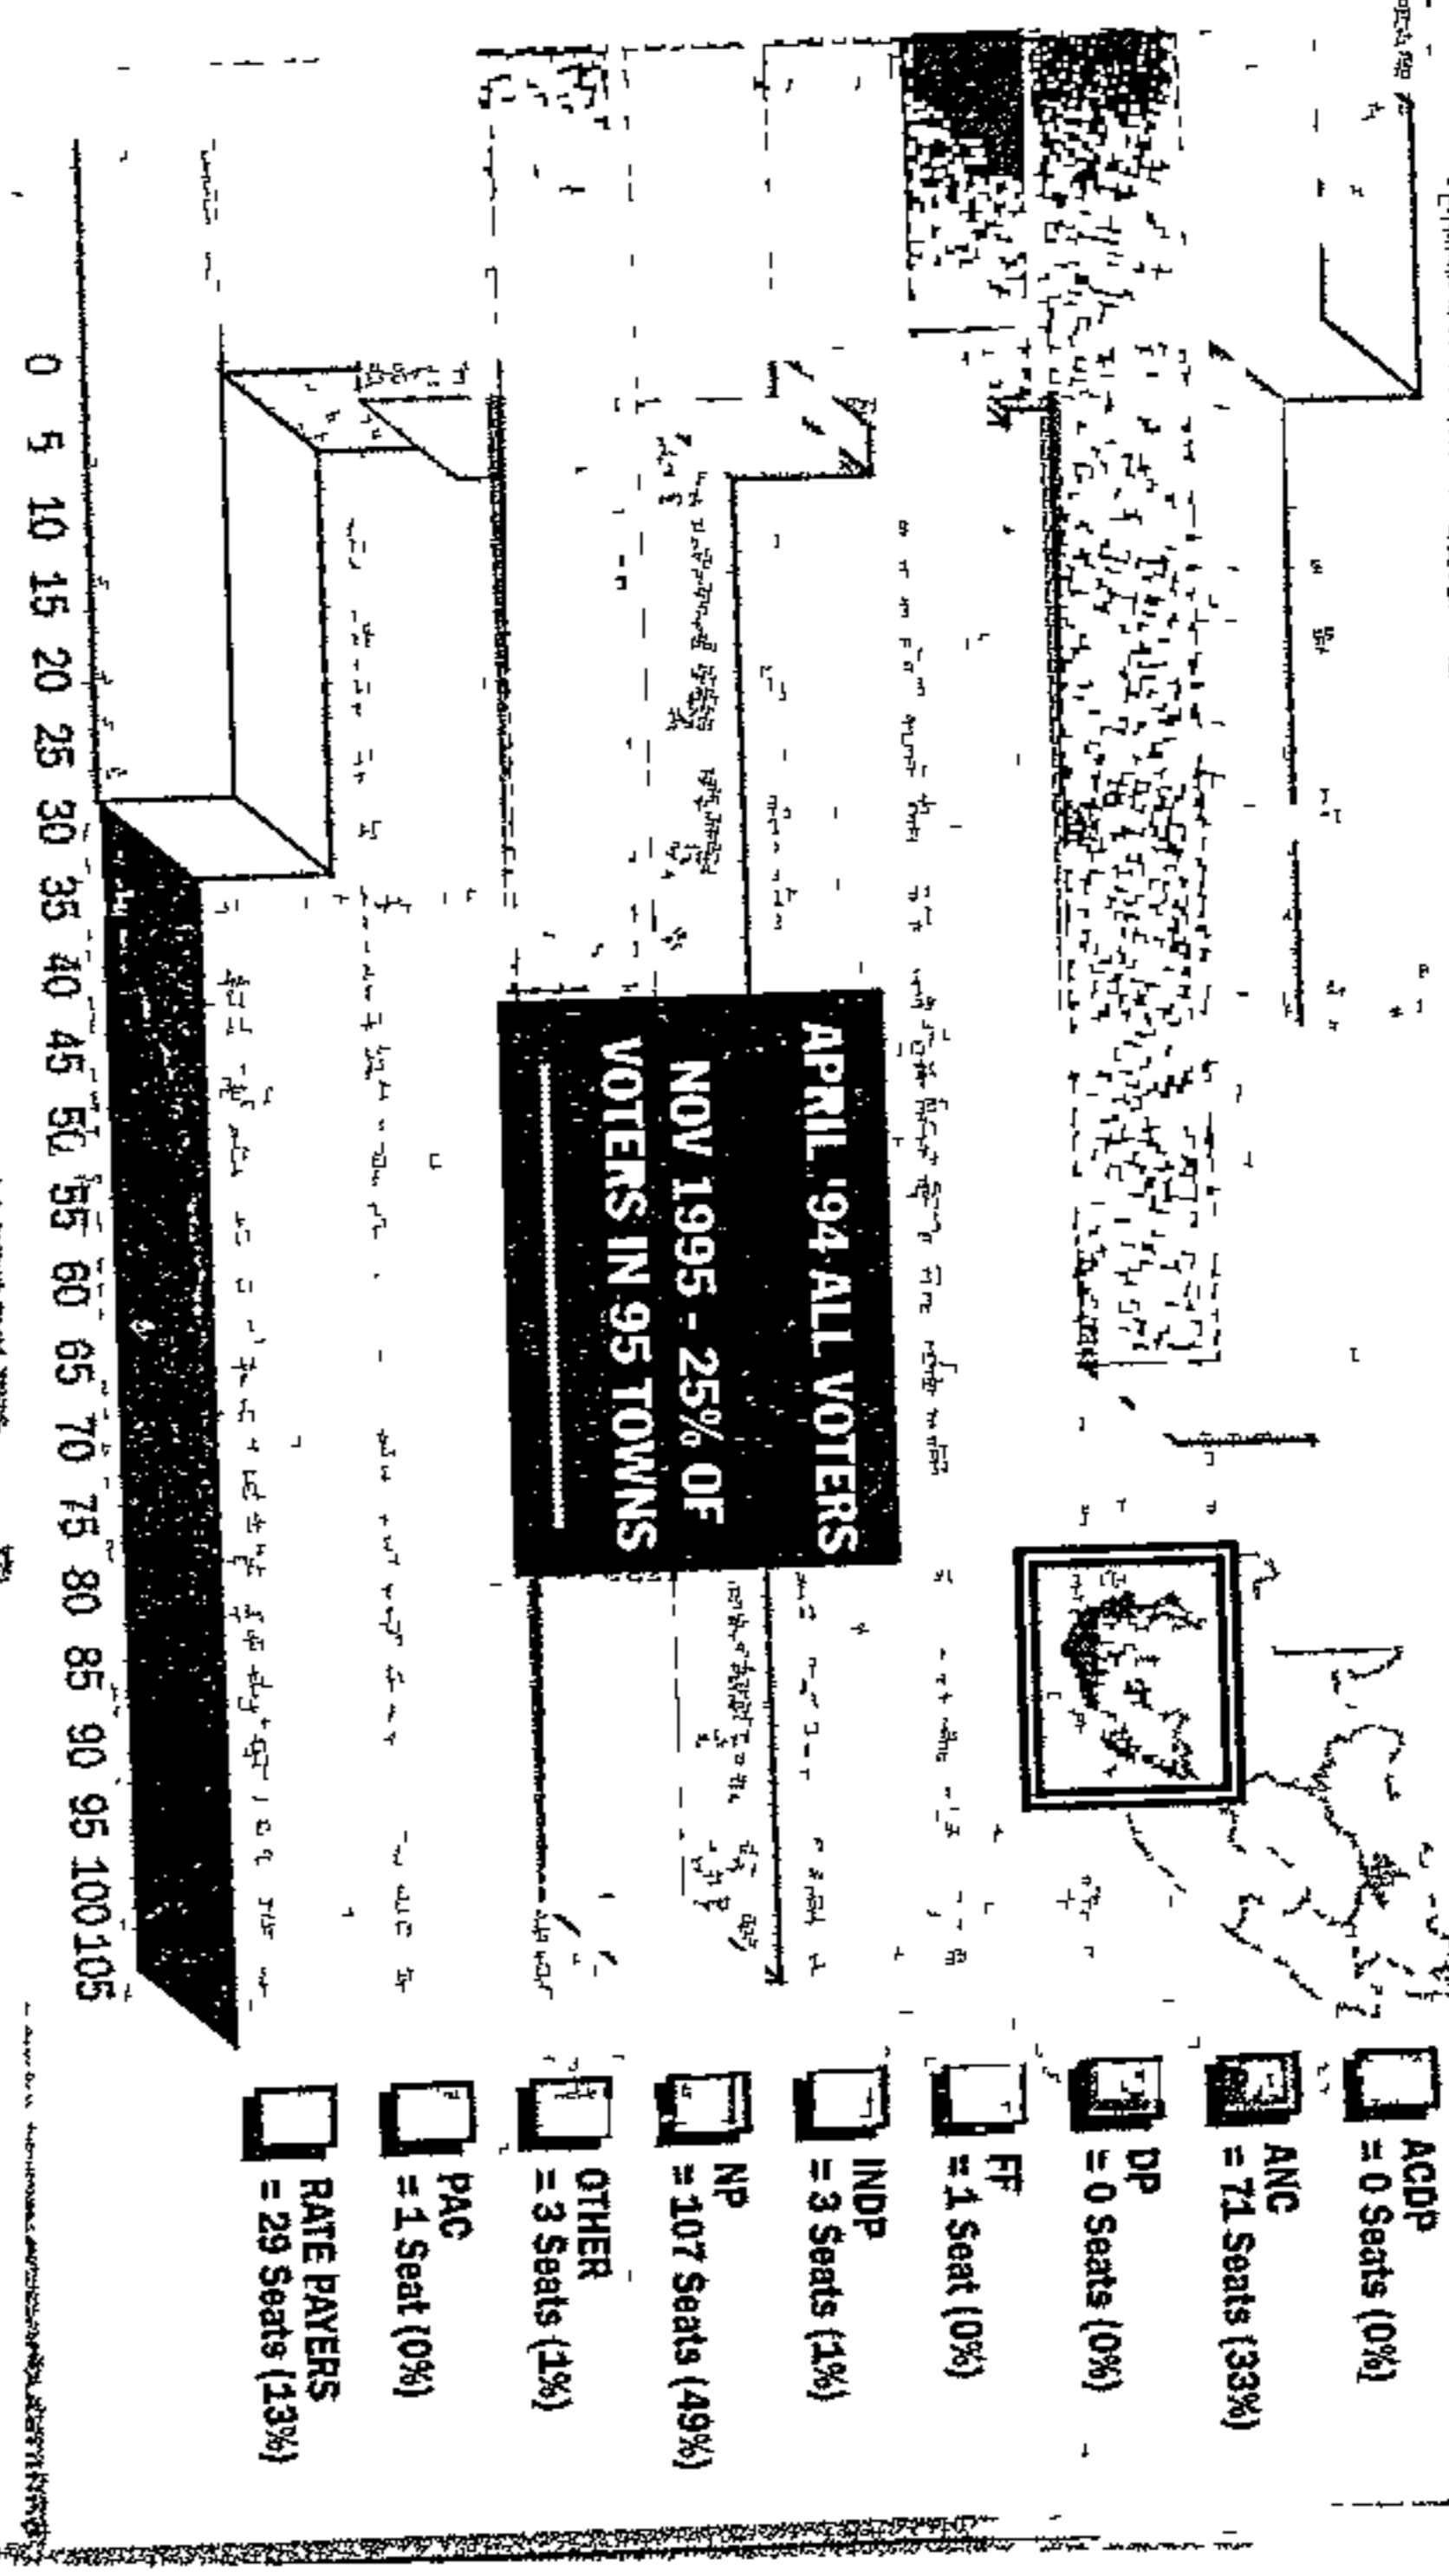 0 5 10 15 20 25 30 35 40 45 50 55 60 65 70 75 80 85 90 95 100 105
APRIL '94 ALL VOTERS
NOV 1995 - 25% OF
VOTERS IN 95 TOWNS
ACDP
= 0 Seats (0%)
ANC
= 71 Seats (33%)
DP
= 0 Seats (0%)
FF
= 1 Seat (0%)
INDP
= 3 Seats (1%)
NP
= 107 Seats (49%)
OTHER
= 3 Seats (1%)
PAC
= 1 Seat (0%)
RATE PAYERS
= 29 Seats (13%)